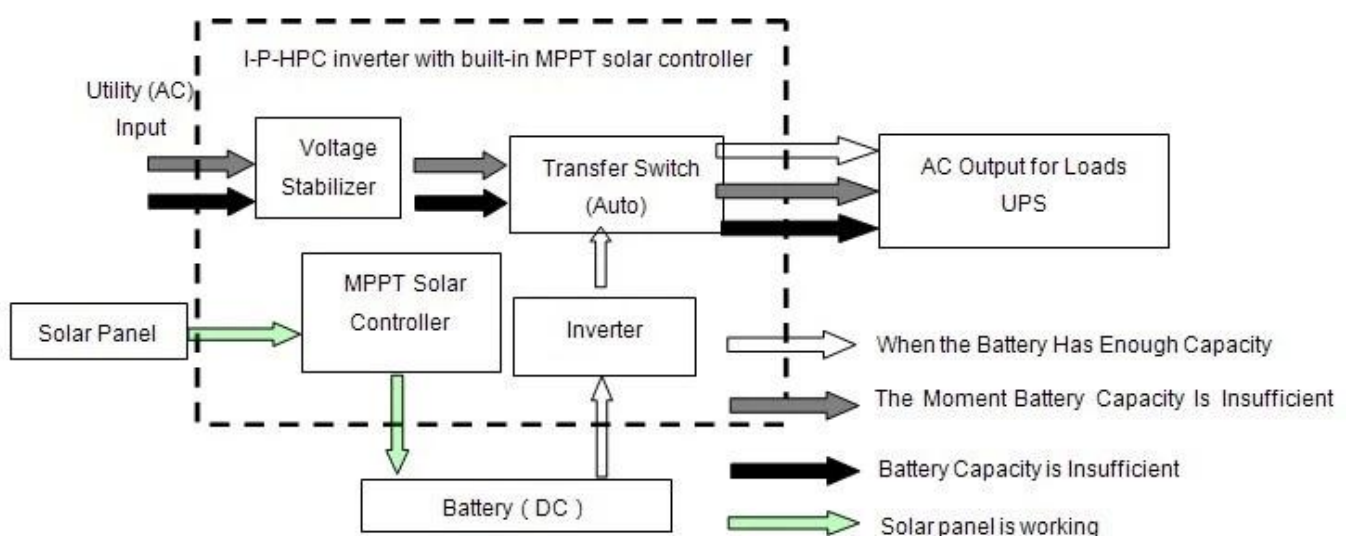 I-P-HPC inverter with built-in MPPT solar controller
Utility (AC)
Input
Voltage
Stabilizer
Transfer Switch
(Auto)
AC Output for Loads
UPS
MPPT Solar
Controller
Solar Panel
Inverter
When the Battery Has Enough Capacity
The Moment Battery Capacity Is Insufficient
Battery Capacity is Insufficient
Battery ( DC )
Solar panel is working